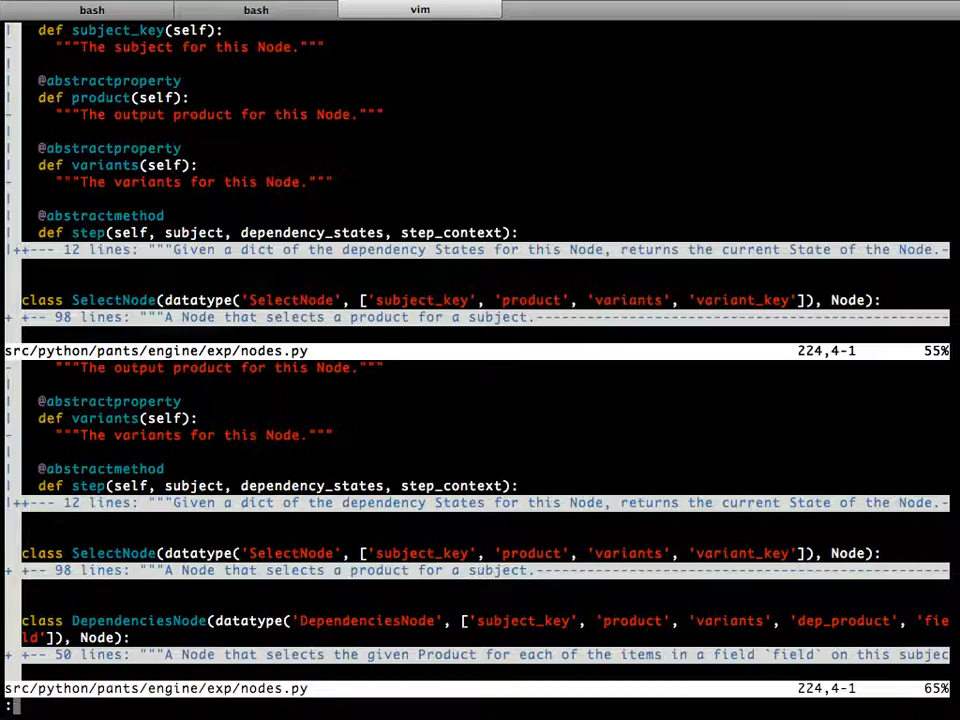 bash bash vim
def subject_key(self):
"""The subject for this Node."""
@abstractproperty
def product(self):
"""The output product for this Node."""
@abstractproperty
def variants(self):
"""The variants for this Node."""
@abstractmethod
def step(self, subject, dependency_states, step_context):
|++--- 12 lines: """Given a dict of the dependency States for this Node, returns the current State of the Node.-
class SelectNode(datatype('SelectNode', ['subject_key', 'product', 'variants', 'variant_key']), Node):
+ +-- 98 lines: """A Node that selects a product for a subject.-------------------------------------------------
src/python/pants/engine/exp/nodes.py 224,4-1 55%
"""The output product for this Node."""
@abstractproperty
def variants(self):
"""The variants for this Node."""
@abstractmethod
def step(self, subject, dependency_states, step_context):
|++--- 12 lines: """Given a dict of the dependency States for this Node, returns the current State of the Node.-
class SelectNode(datatype('SelectNode', ['subject_key', 'product', 'variants', 'variant_key']), Node):
+ +-- 98 lines: """A Node that selects a product for a subject.-------------------------------------------------
class DependenciesNode(datatype('DependenciesNode', ['subject_key', 'product', 'variants', 'dep_product', 'fie
ld']), Node):
+ +-- 50 lines: """A Node that selects the given Product for each of the items in a field `field` on this subjec
src/python/pants/engine/exp/nodes.py 224,4-1 65%
: